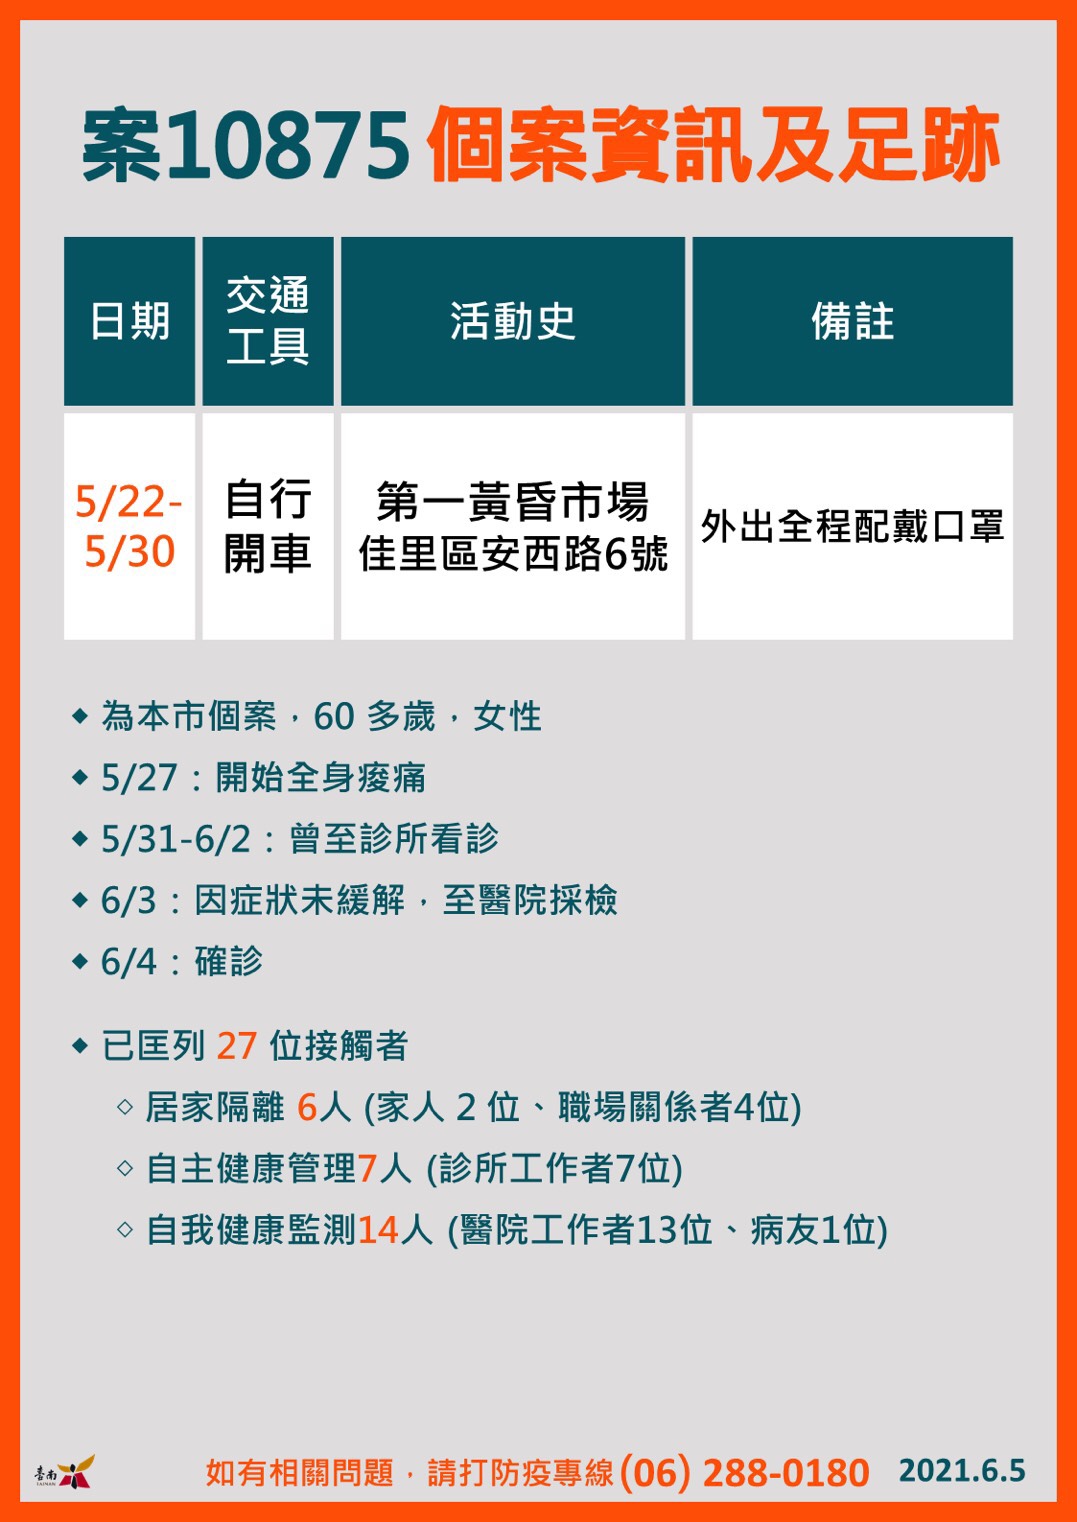 案10875個案資訊及足跡
日期
交通
工具
活動史
備註
5/22-
5/30
自行
開車
第一黃昏市場
佳里區安西路6號
外出全程配戴口罩
◆ 為本市個案，60 多歲，女性
◆ 5/27：開始全身痠痛
◆ 5/31-6/2：曾至診所看診
◆ 6/3：因症狀未緩解，至醫院採檢
◆ 6/4：確診
◆ 已匡列 27 位接觸者
◇ 居家隔離 6人 (家人 2 位、職場關係者4位)
◇ 自主健康管理7人 (診所工作者7位)
◇ 自我健康監測14人 (醫院工作者13位、病友1位)
臺南
TAINAN
如有相關問題，請打防疫專線(06) 288-0180
2021.6.5